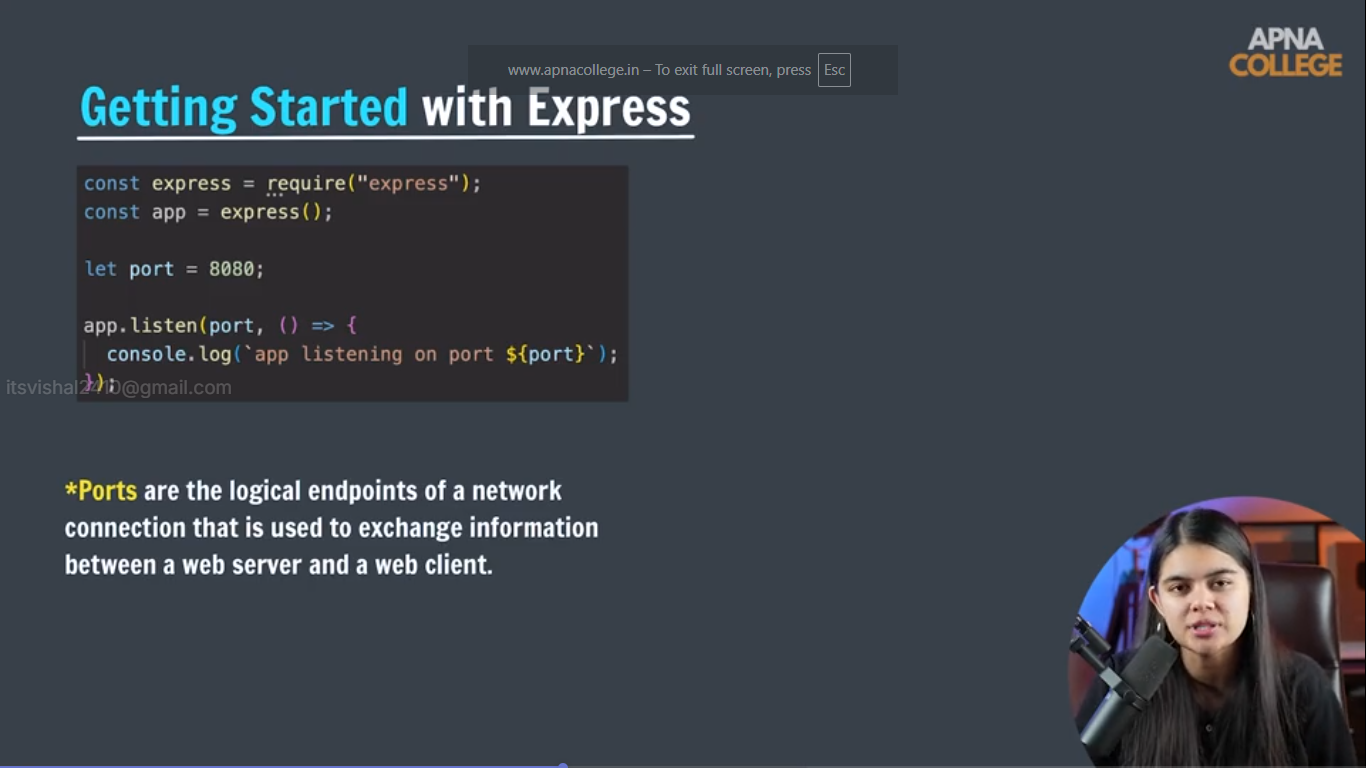 APNA
COLLEGE
www.apnacollege.in – To exit full screen, press Esc
Getting Started with Express
const express = require("express");
const app = express();
let port = 8080;
app.listen(port, () => {
console.log(`app listening on port ${port}`);
});
itsvishal2410@gmail.com
*Ports are the logical endpoints of a network
connection that is used to exchange information
between a web server and a web client.